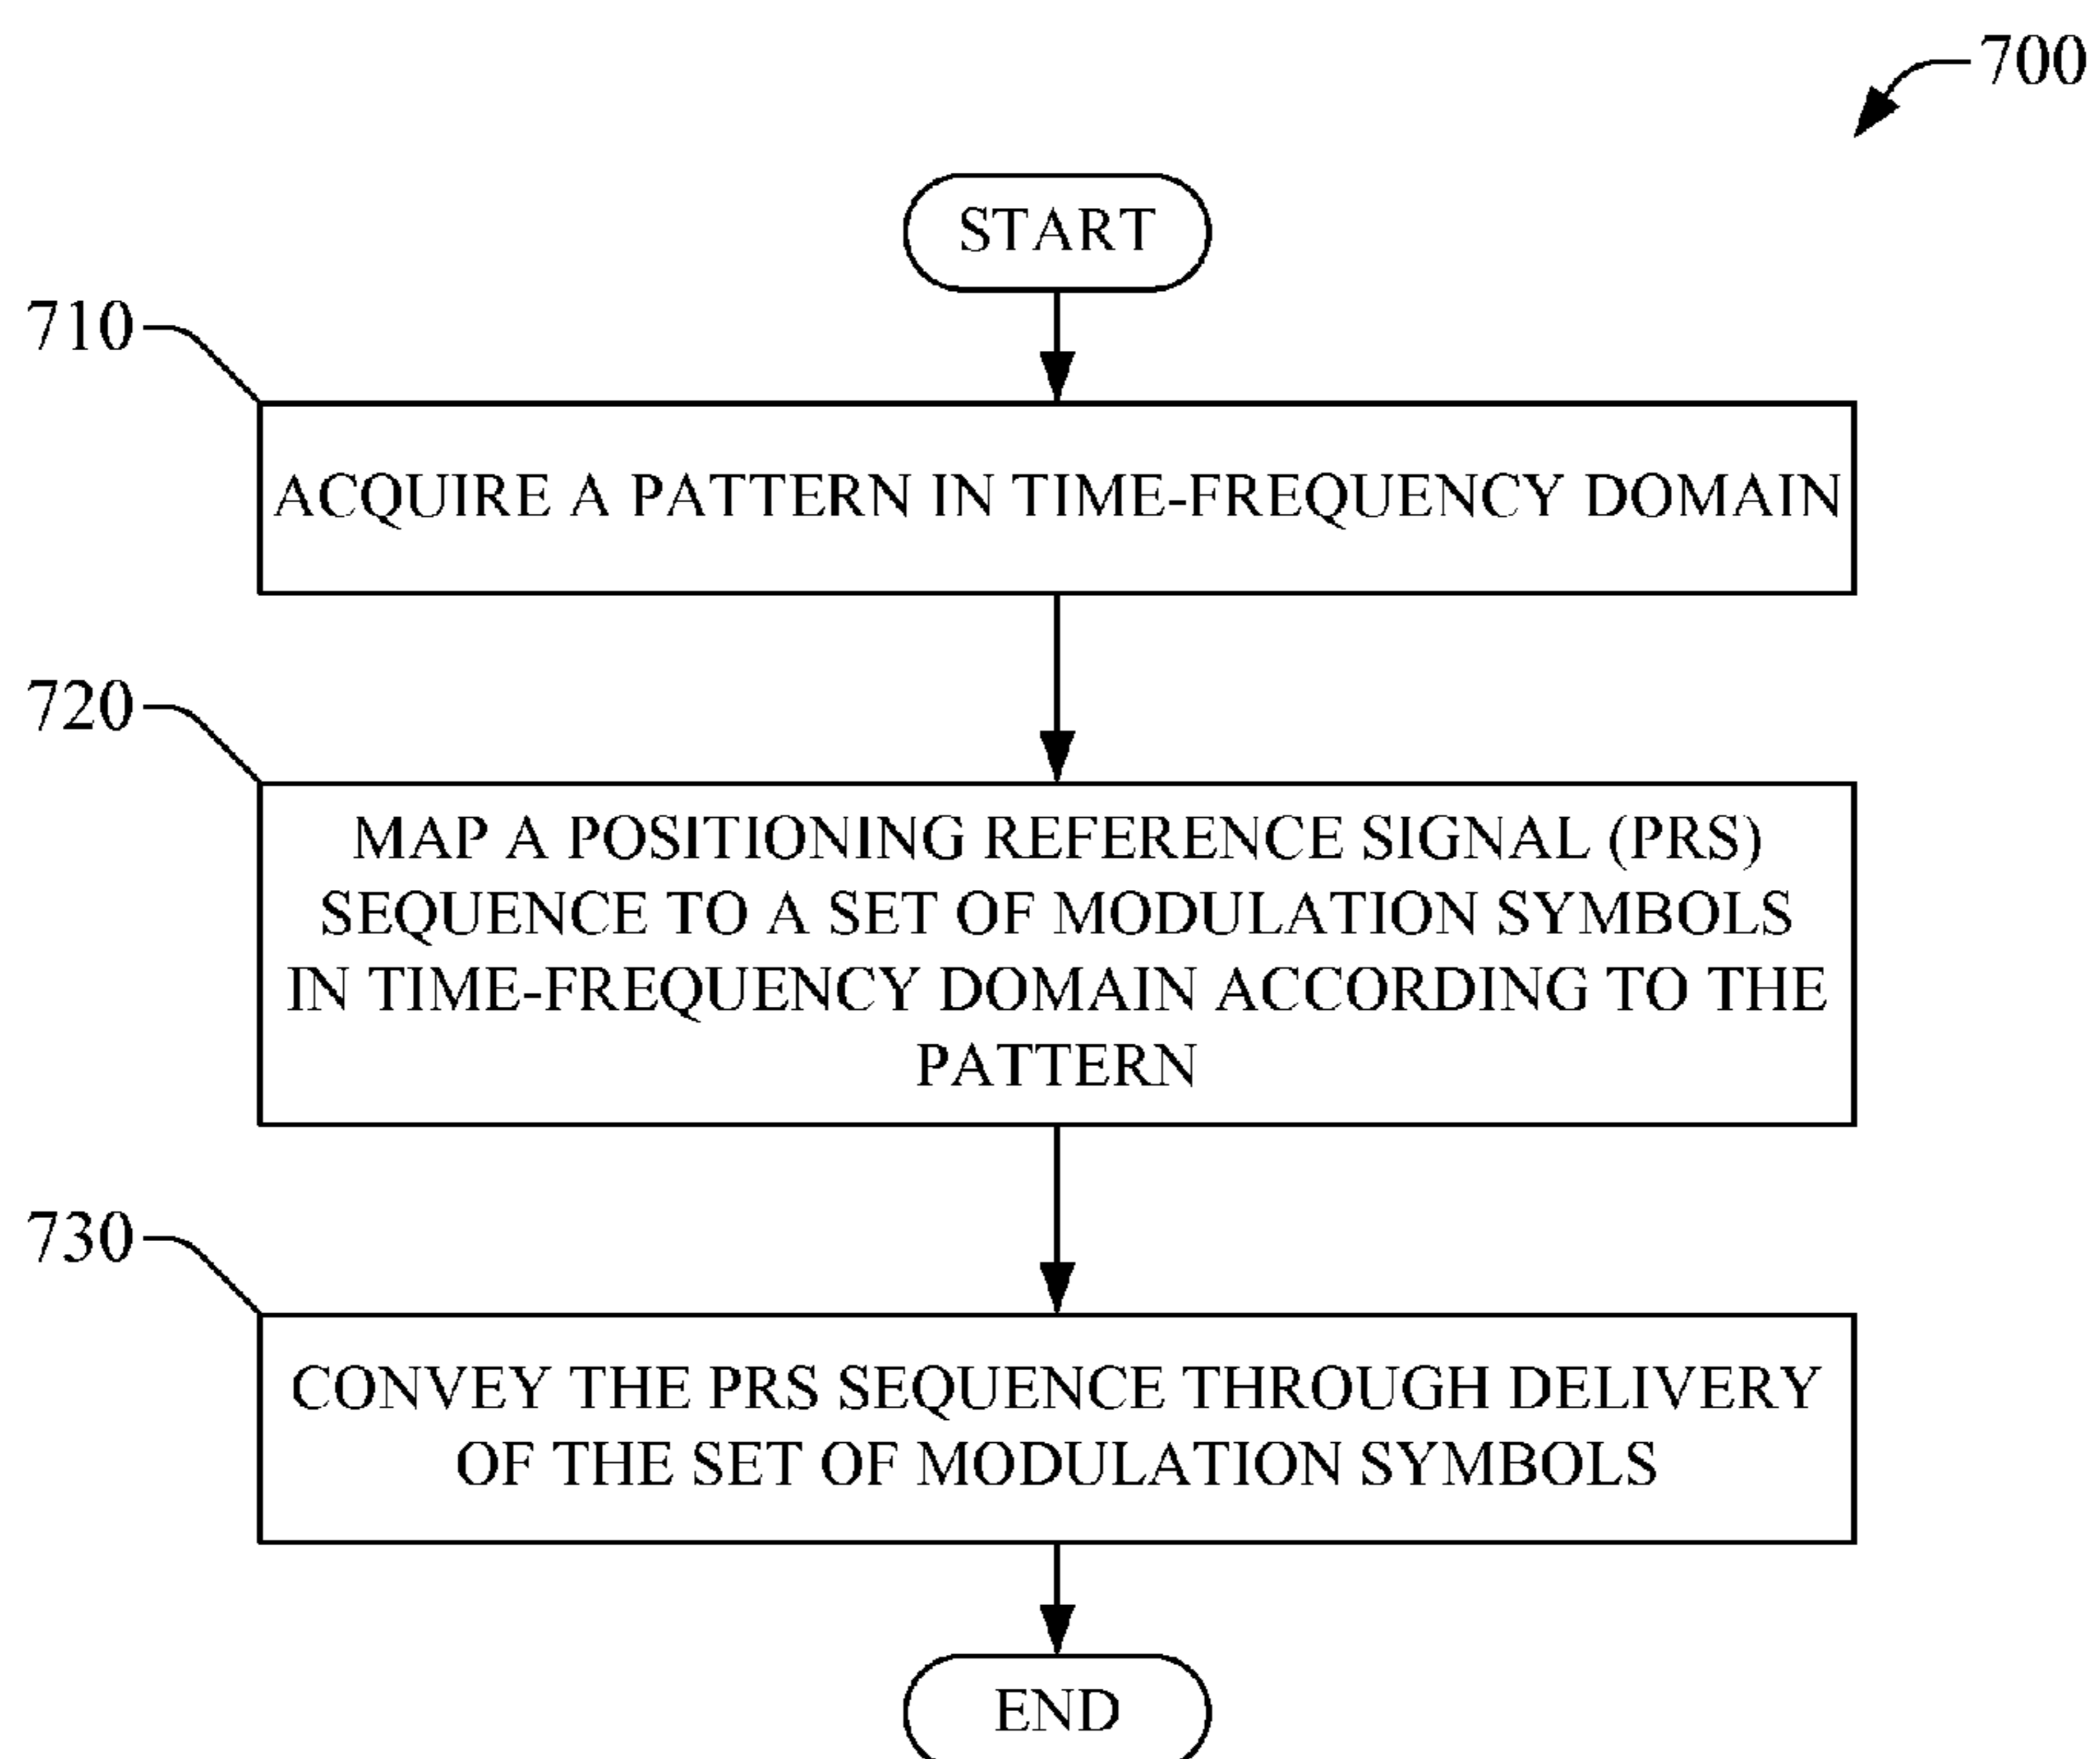 700
START
710
ACQUIRE A PATTERN IN TIME-FREQUENCY DOMAIN
720
MAP A POSITIONING REFERENCE SIGNAL (PRS)
SEQUENCE TO A SET OF MODULATION SYMBOLS
IN TIME-FREQUENCY DOMAIN ACCORDING TO THE
PATTERN
730
CONVEY THE PRS SEQUENCE THROUGH DELIVERY
OF THE SET OF MODULATION SYMBOLS
END